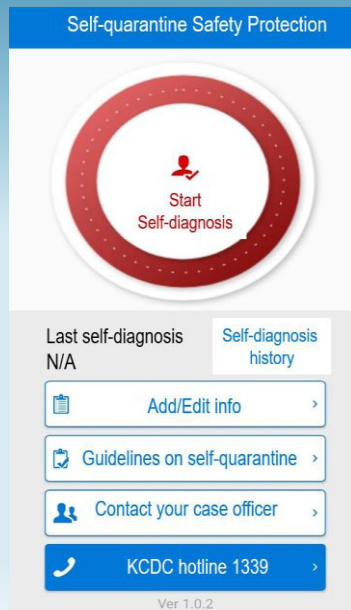 Self-quarantine Safety Protection
Start
Self-diagnosis
Last self-diagnosis
N/A
Self-diagnosis
history
Add/Edit info
Guidelines on self-quarantine
Contact your case officer
KCDC hotline 1339
Ver 1.0.2